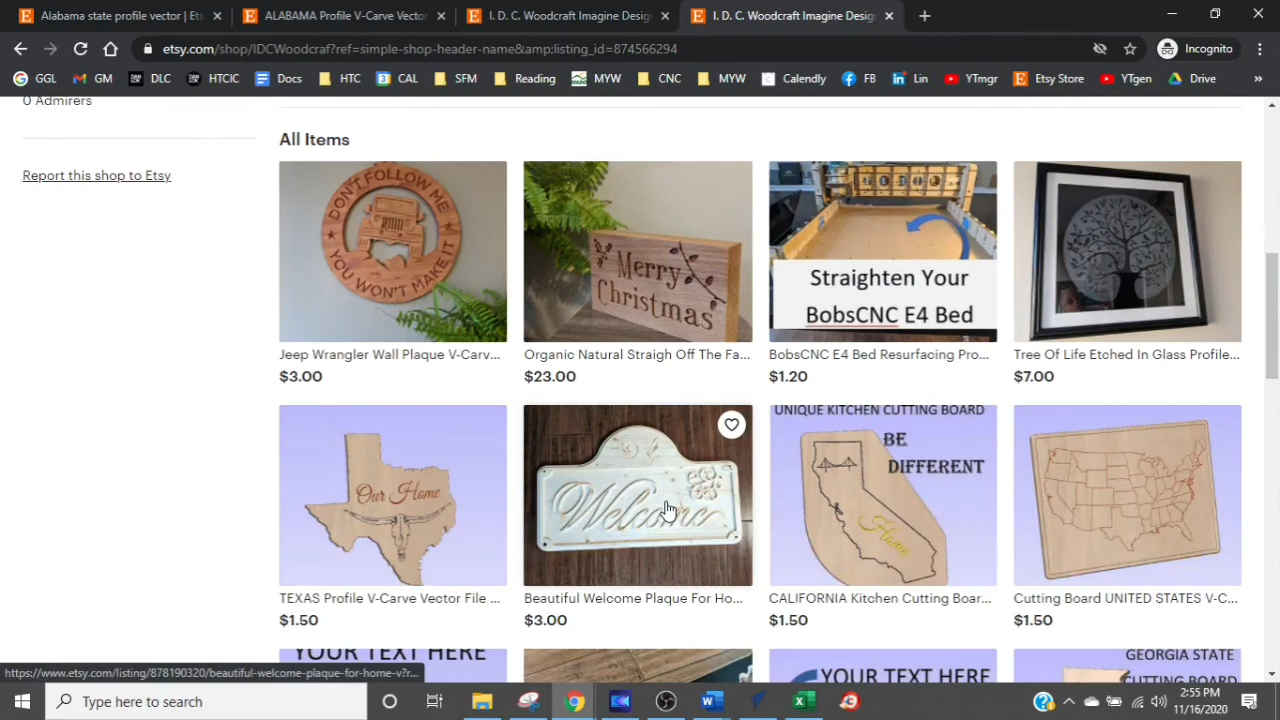 Alabama state profile vector | Ets
ALABAMA Profile V-Carve Vector
I. D. C. Woodcraft Imagine Desig
I. D. C. Woodcraft Imagine Desig
etsy.com/shop/IDCWoodcraf?ref=simple-shop-header-name&amp;listing_id=874566294
Incognito
GGL
GM
DLC
HTCIC
Docs
HTC
CAL
SFM
Reading
MYW
CNC
MYW
Calendly
FB
Lin
YTmgr
Etsy Store
YTgen
Drive
»
0 Admirers
Report this shop to Etsy
All Items
DON'T FOLLOW ME
YOU WON'T MAKE IT
Merry
Christmas
Straighten Your
BobsCNC E4 Bed
Jeep Wrangler Wall Plaque V-Carv...
$3.00
Organic Natural Straigh Off The Fa...
$23.00
BobsCNC E4 Bed Resurfacing Pro...
$1.20
Tree Of Life Etched In Glass Profile...
$7.00
Our Home
Welcome
UNIQUE KITCHEN CUTTING BOARD
BE
DIFFERENT
Home
TEXAS Profile V-Carve Vector File ...
$1.50
Beautiful Welcome Plaque For Ho...
$3.00
CALIFORNIA Kitchen Cutting Boar...
$1.50
Cutting Board UNITED STATES V-C...
$1.50
YOUR TEXT HERE
YOUR TEXT HERE
GEORGIA STATE
CUTTING BOARD
https://www.etsy.com/listing/878190320/beautiful-welcome-plaque-for-home-v?r...
Type here to search
2:55 PM
11/16/2020